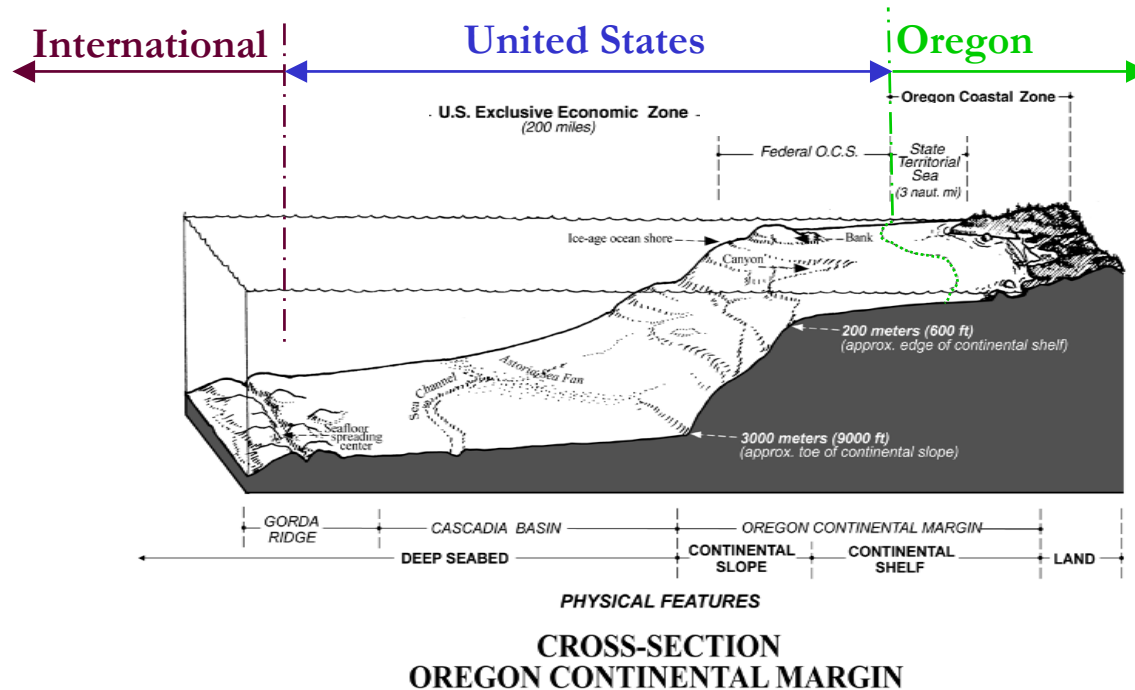 International
United States
Oregon
Oregon Coastal Zone
U.S. Exclusive Economic Zone
(200 miles)
Federal O.C.S.
State
Territorial
Sea
(3 naut. mi)
Ice-age ocean shore
Bank
Canyon
200 meters (600 ft)
(approx. edge of continental shelf)
Astoria Sea Fan
Sea Channel
Seafloor
spreading
center
3000 meters (9000 ft)
(approx. toe of continental slope)
GORDA
RIDGE
CASCADIA BASIN
OREGON CONTINENTAL MARGIN
DEEP SEABED
CONTINENTAL
SLOPE
CONTINENTAL
SHELF
LAND
PHYSICAL FEATURES
CROSS-SECTION
OREGON CONTINENTAL MARGIN